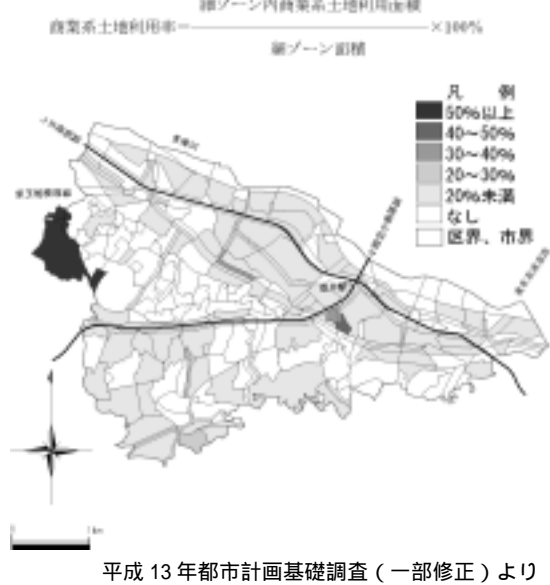 細ゾーン内商業系土地利用面積
商業系土地利用率=
×100%
細ゾーン面積
凡 例
50%以上
40~50%
30~40%
20~30%
20%未満
なし
区界、市界
km
平成 13 年都市計画基礎調査（一部修正）より